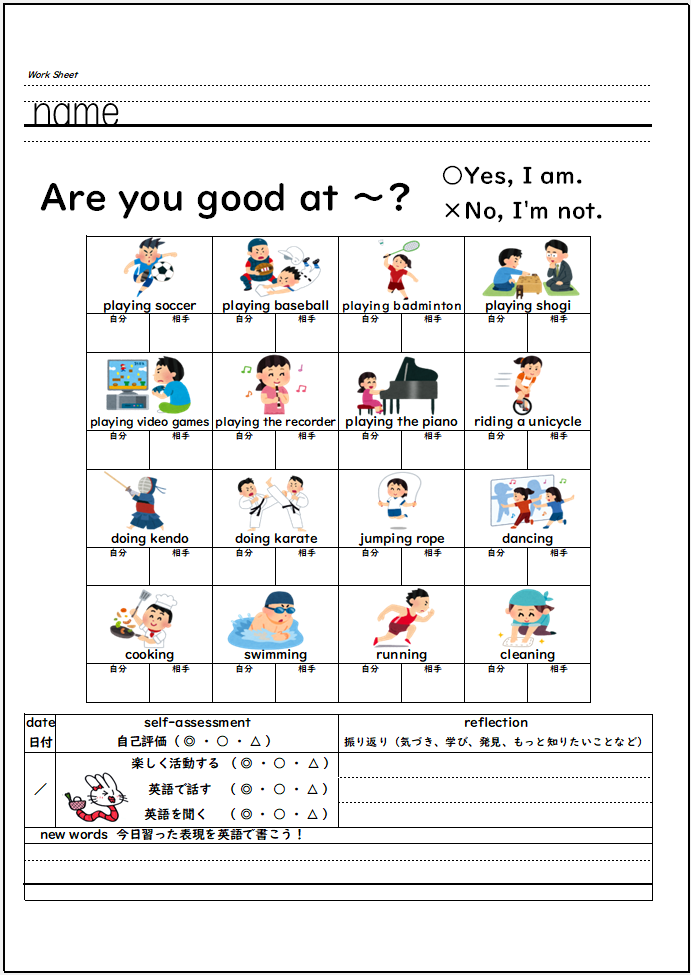 Work Sheet
name
Are you good at ～?
○Yes, I am.
×No, I'm not.
playing soccer playing baseball playing badminton playing shogi
自分 相手 自分 相手 自分 相手 自分 相手
playing video games playing the recorder playing the piano riding a unicycle
自分 相手 自分 相手 自分 相手 自分 相手
doing kendo doing karate jumping rope dancing
自分 相手 自分 相手 自分 相手 自分 相手
cooking swimming running cleaning
自分 相手 自分 相手 自分 相手 自分 相手
date self-assessment reflection
日付 自己評価（ ◎ ・ ○ ・ △ ） 振り返り（気づき、学び、発見、もっと知りたいことなど）
楽しく活動する （ ◎ ・ ○ ・ △ ）
／ 英語で話す （ ◎ ・ ○ ・ △ ）
英語を聞く （ ◎ ・ ○ ・ △ ）
new words 今日習った表現を英語で書こう！